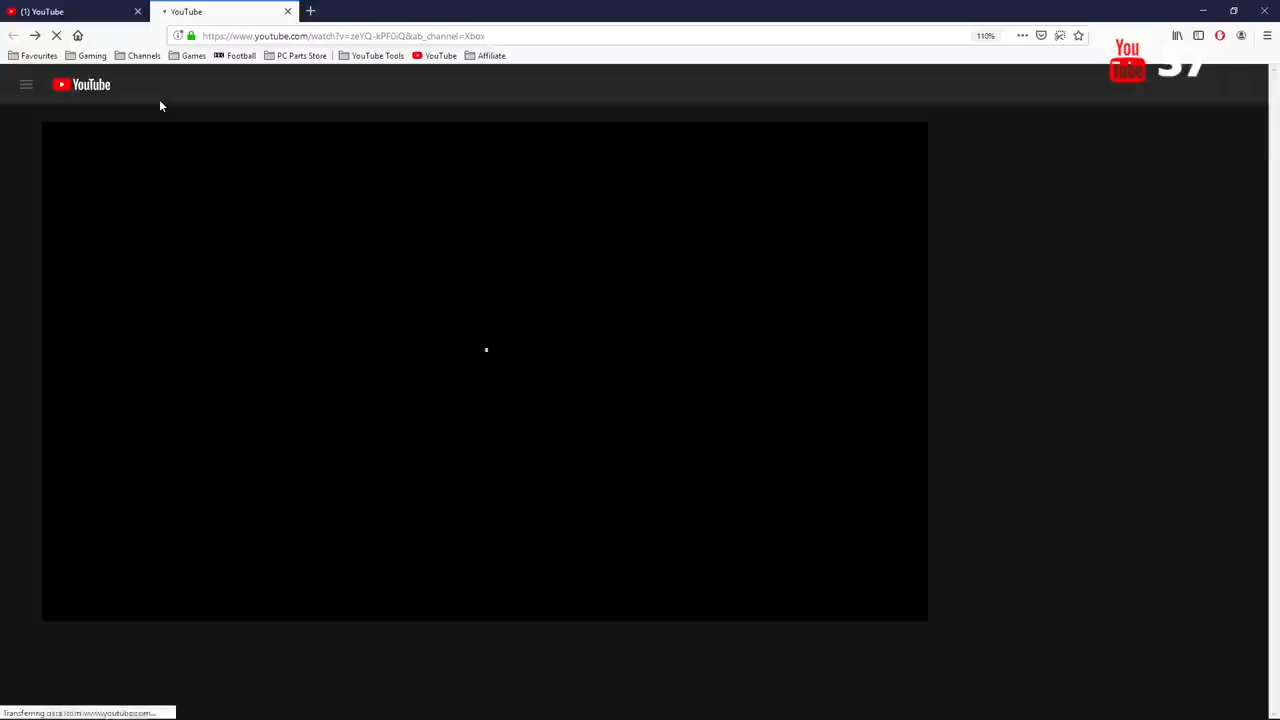 (1) YouTube
YouTube
https://www.youtube.com/watch?v=zeYQ-kPF0iQ&ab_channel=Xbox
110%
Favourites Gaming Channels Games Football PC Parts Store YouTube Tools YouTube Affiliate
You
Tube
YouTube